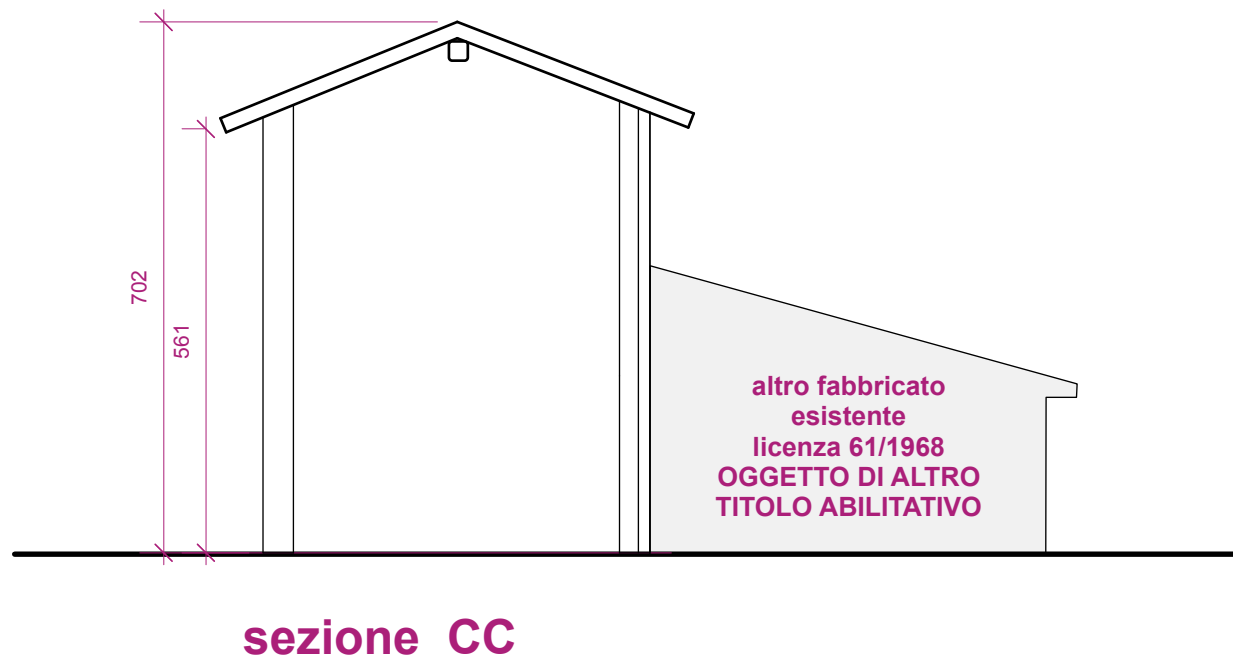 702
561
altro fabbricato
esistente
licenza 61/1968
OGGETTO DI ALTRO
TITOLO ABILITATIVO
sezione CC